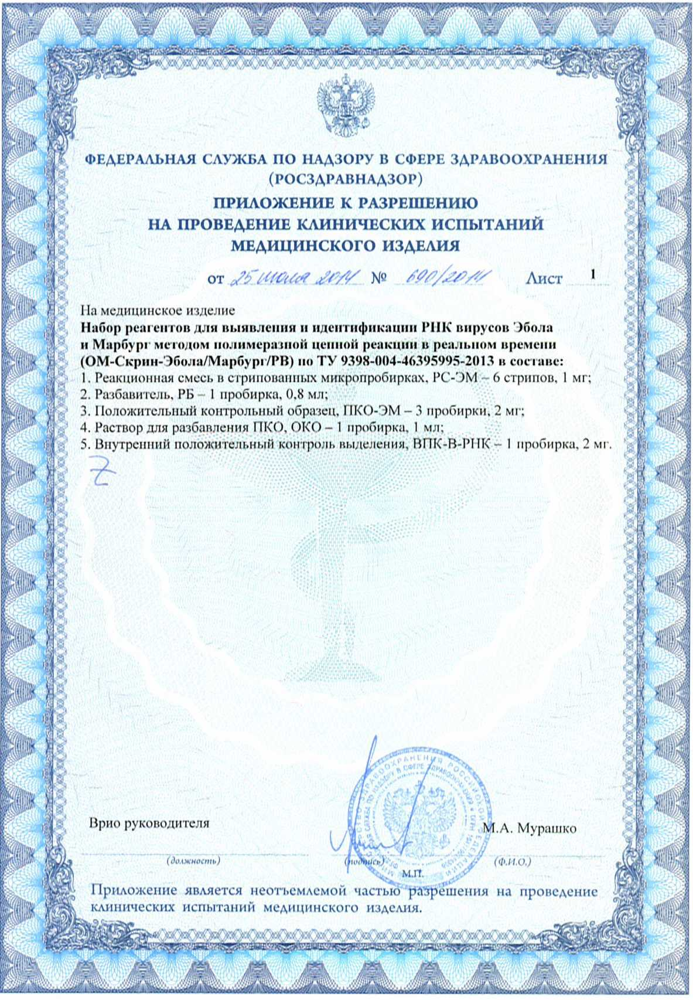 ФЕДЕРАЛЬНАЯ СЛУЖБА ПО НАДЗОРУ В СФЕРЕ ЗДРАВООХРАНЕНИЯ
(РОСЗДРАВНАДЗОР)
ПРИЛОЖЕНИЕ К РАЗРЕШЕНИЮ
НА ПРОВЕДЕНИЕ КЛИНИЧЕСКИХ ИСПЫТАНИЙ
МЕДИЦИНСКОГО ИЗДЕЛИЯ
от 25 июля 2014 № 690/2014 Лист 1
На медицинское изделие
Набор реагентов для выявления и идентификации РНК вирусов Эбола
и Марбург методом полимеразной цепной реакции в реальном времени
(ОМ-Скрин-Эбола/Марбург/РВ) по ТУ 9398-004-46395995-2013 в составе:
1. Реакционная смесь в стрипованных микропробирках, РС-ЭМ – 6 стрипов, 1 мг;
2. Разбавитель, РБ – 1 пробирка, 0,8 мл;
3. Положительный контрольный образец, ПКО-ЭМ – 3 пробирки, 2 мг;
4. Раствор для разбавления ПКО, ОКО – 1 пробирка, 1 мл;
5. Внутренний положительный контроль выделения, ВПК-В-РНК – 1 пробирка, 2 мг.
Врио руководителя
М.А. Мурашко
(должность) (подпись) (Ф.И.О.)
М.П.
Приложение является неотъемлемой частью разрешения на проведение
клинических испытаний медицинского изделия.